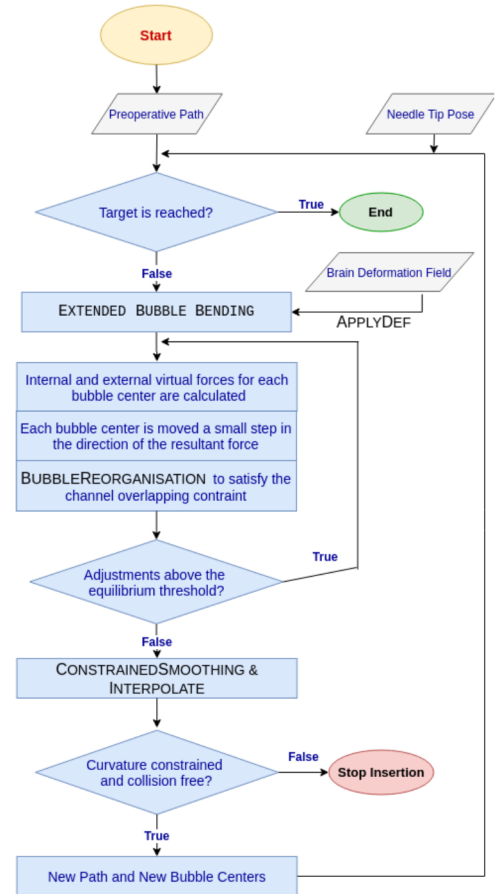 Start
Preoperative Path
Needle Tip Pose
Target is reached?
True
End
False
Brain Deformation Field
EXTENDED BUBBLE BENDING
APPLYDEF
Internal and external virtual forces for each
bubble center are calculated
Each bubble center is moved a small step in
the direction of the resultant force
BUBBLEREORGANISATION to satisfy the
channel overlapping contraint
True
Adjustments above the
equilibrium threshold?
False
CONSTRAINEDSMOOTHING &
INTERPOLATE
Curvature constrained
and collision free?
False
Stop Insertion
True
New Path and New Bubble Centers